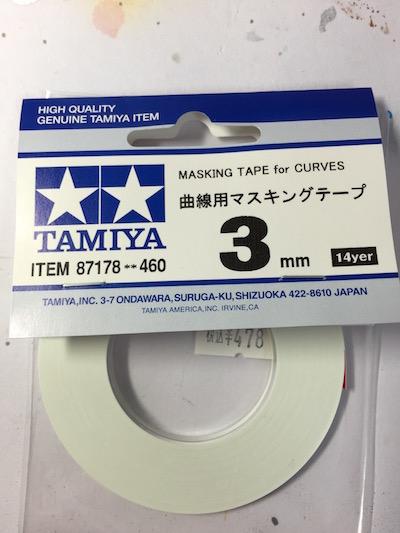 HIGH QUALITY
GENUINE TAMIYA ITEM
MASKING TAPE for CURVES
曲線用マスキングテープ
TAMIYA
3 mm
14yer
ITEM 87178**460
TAMIYA,INC. 3-7 ONDAWARA,SURUGA-KU,SHIZUOKA 422-8610 JAPAN
TAMIYA AMERICA,INC. IRVINE,CA
税込¥478